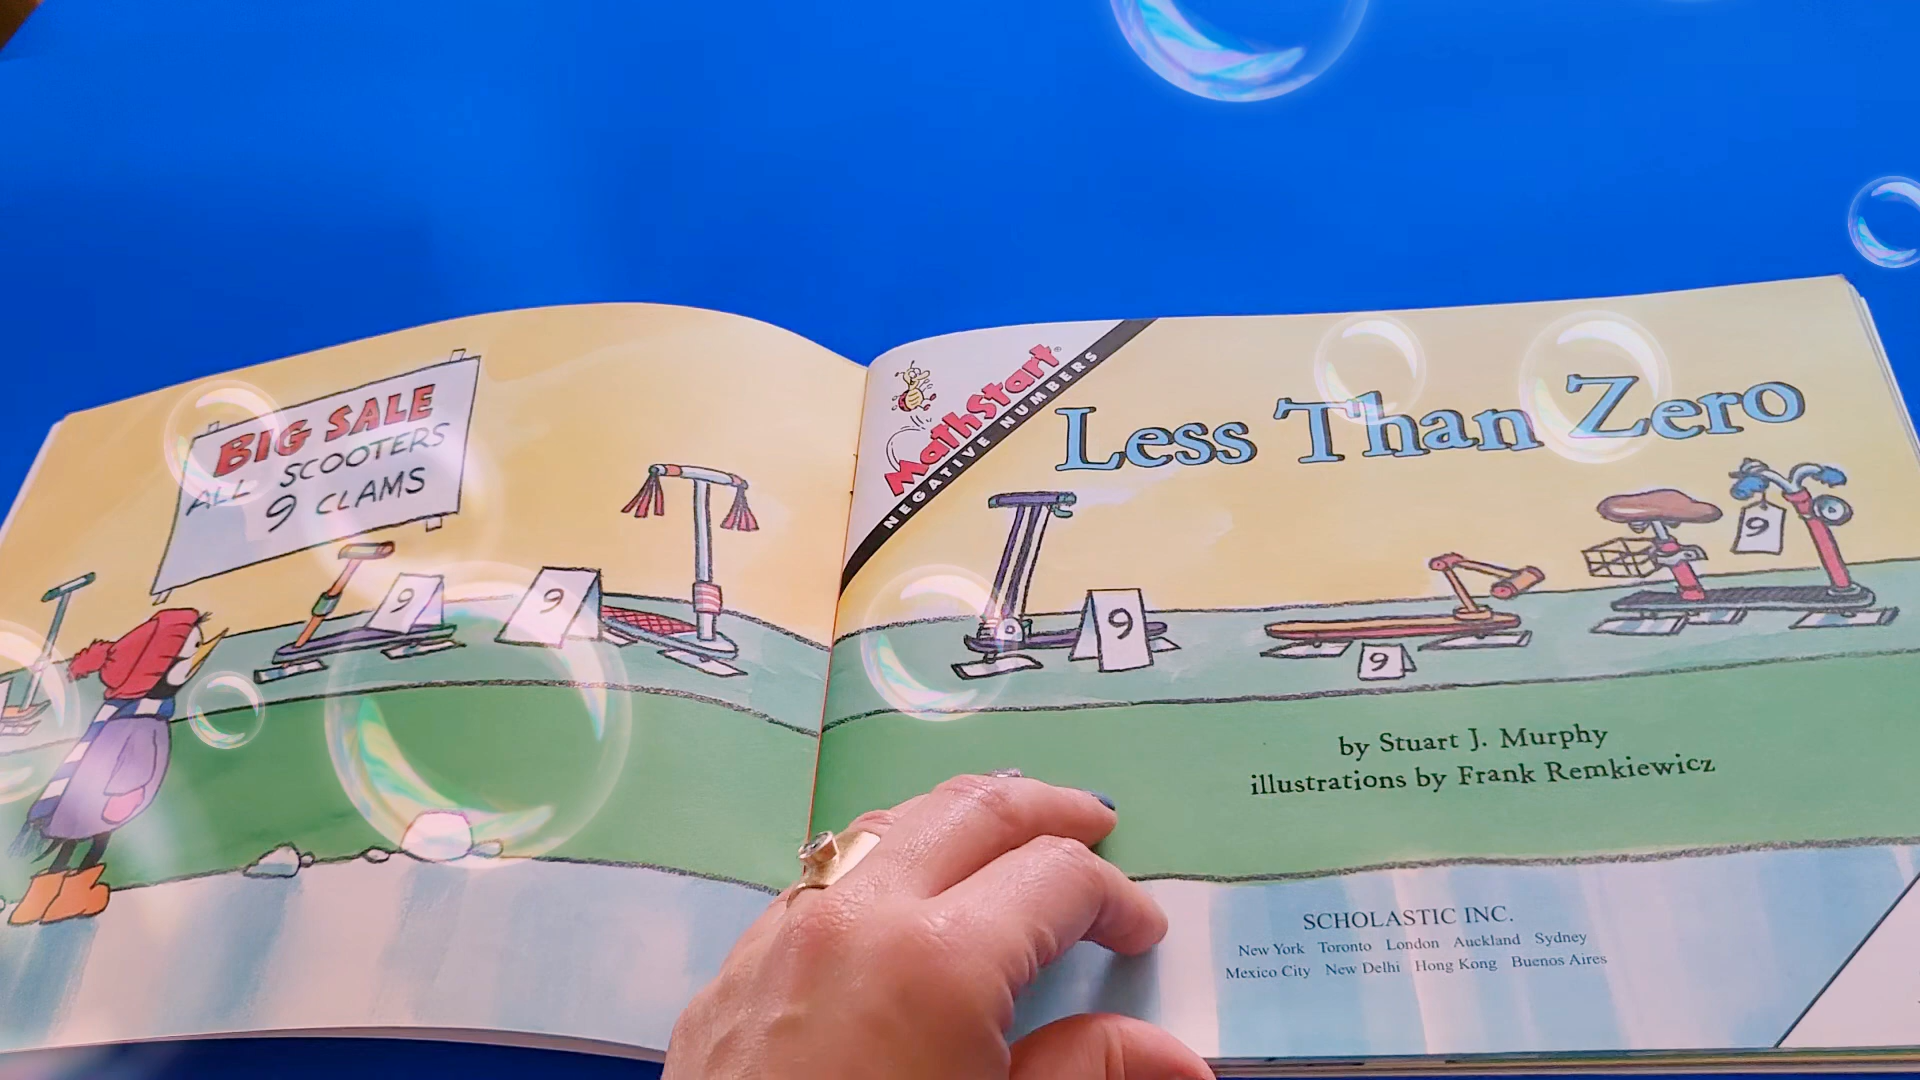 BIG SALE
ALL SCOOTERS
9 CLAMS
9
9
MathStart®
NEGATIVE NUMBERS
Less Than Zero
9
9
9
by Stuart J. Murphy
illustrations by Frank Remkiewicz
SCHOLASTIC INC.
New York Toronto London Auckland Sydney
Mexico City New Delhi Hong Kong Buenos Aires